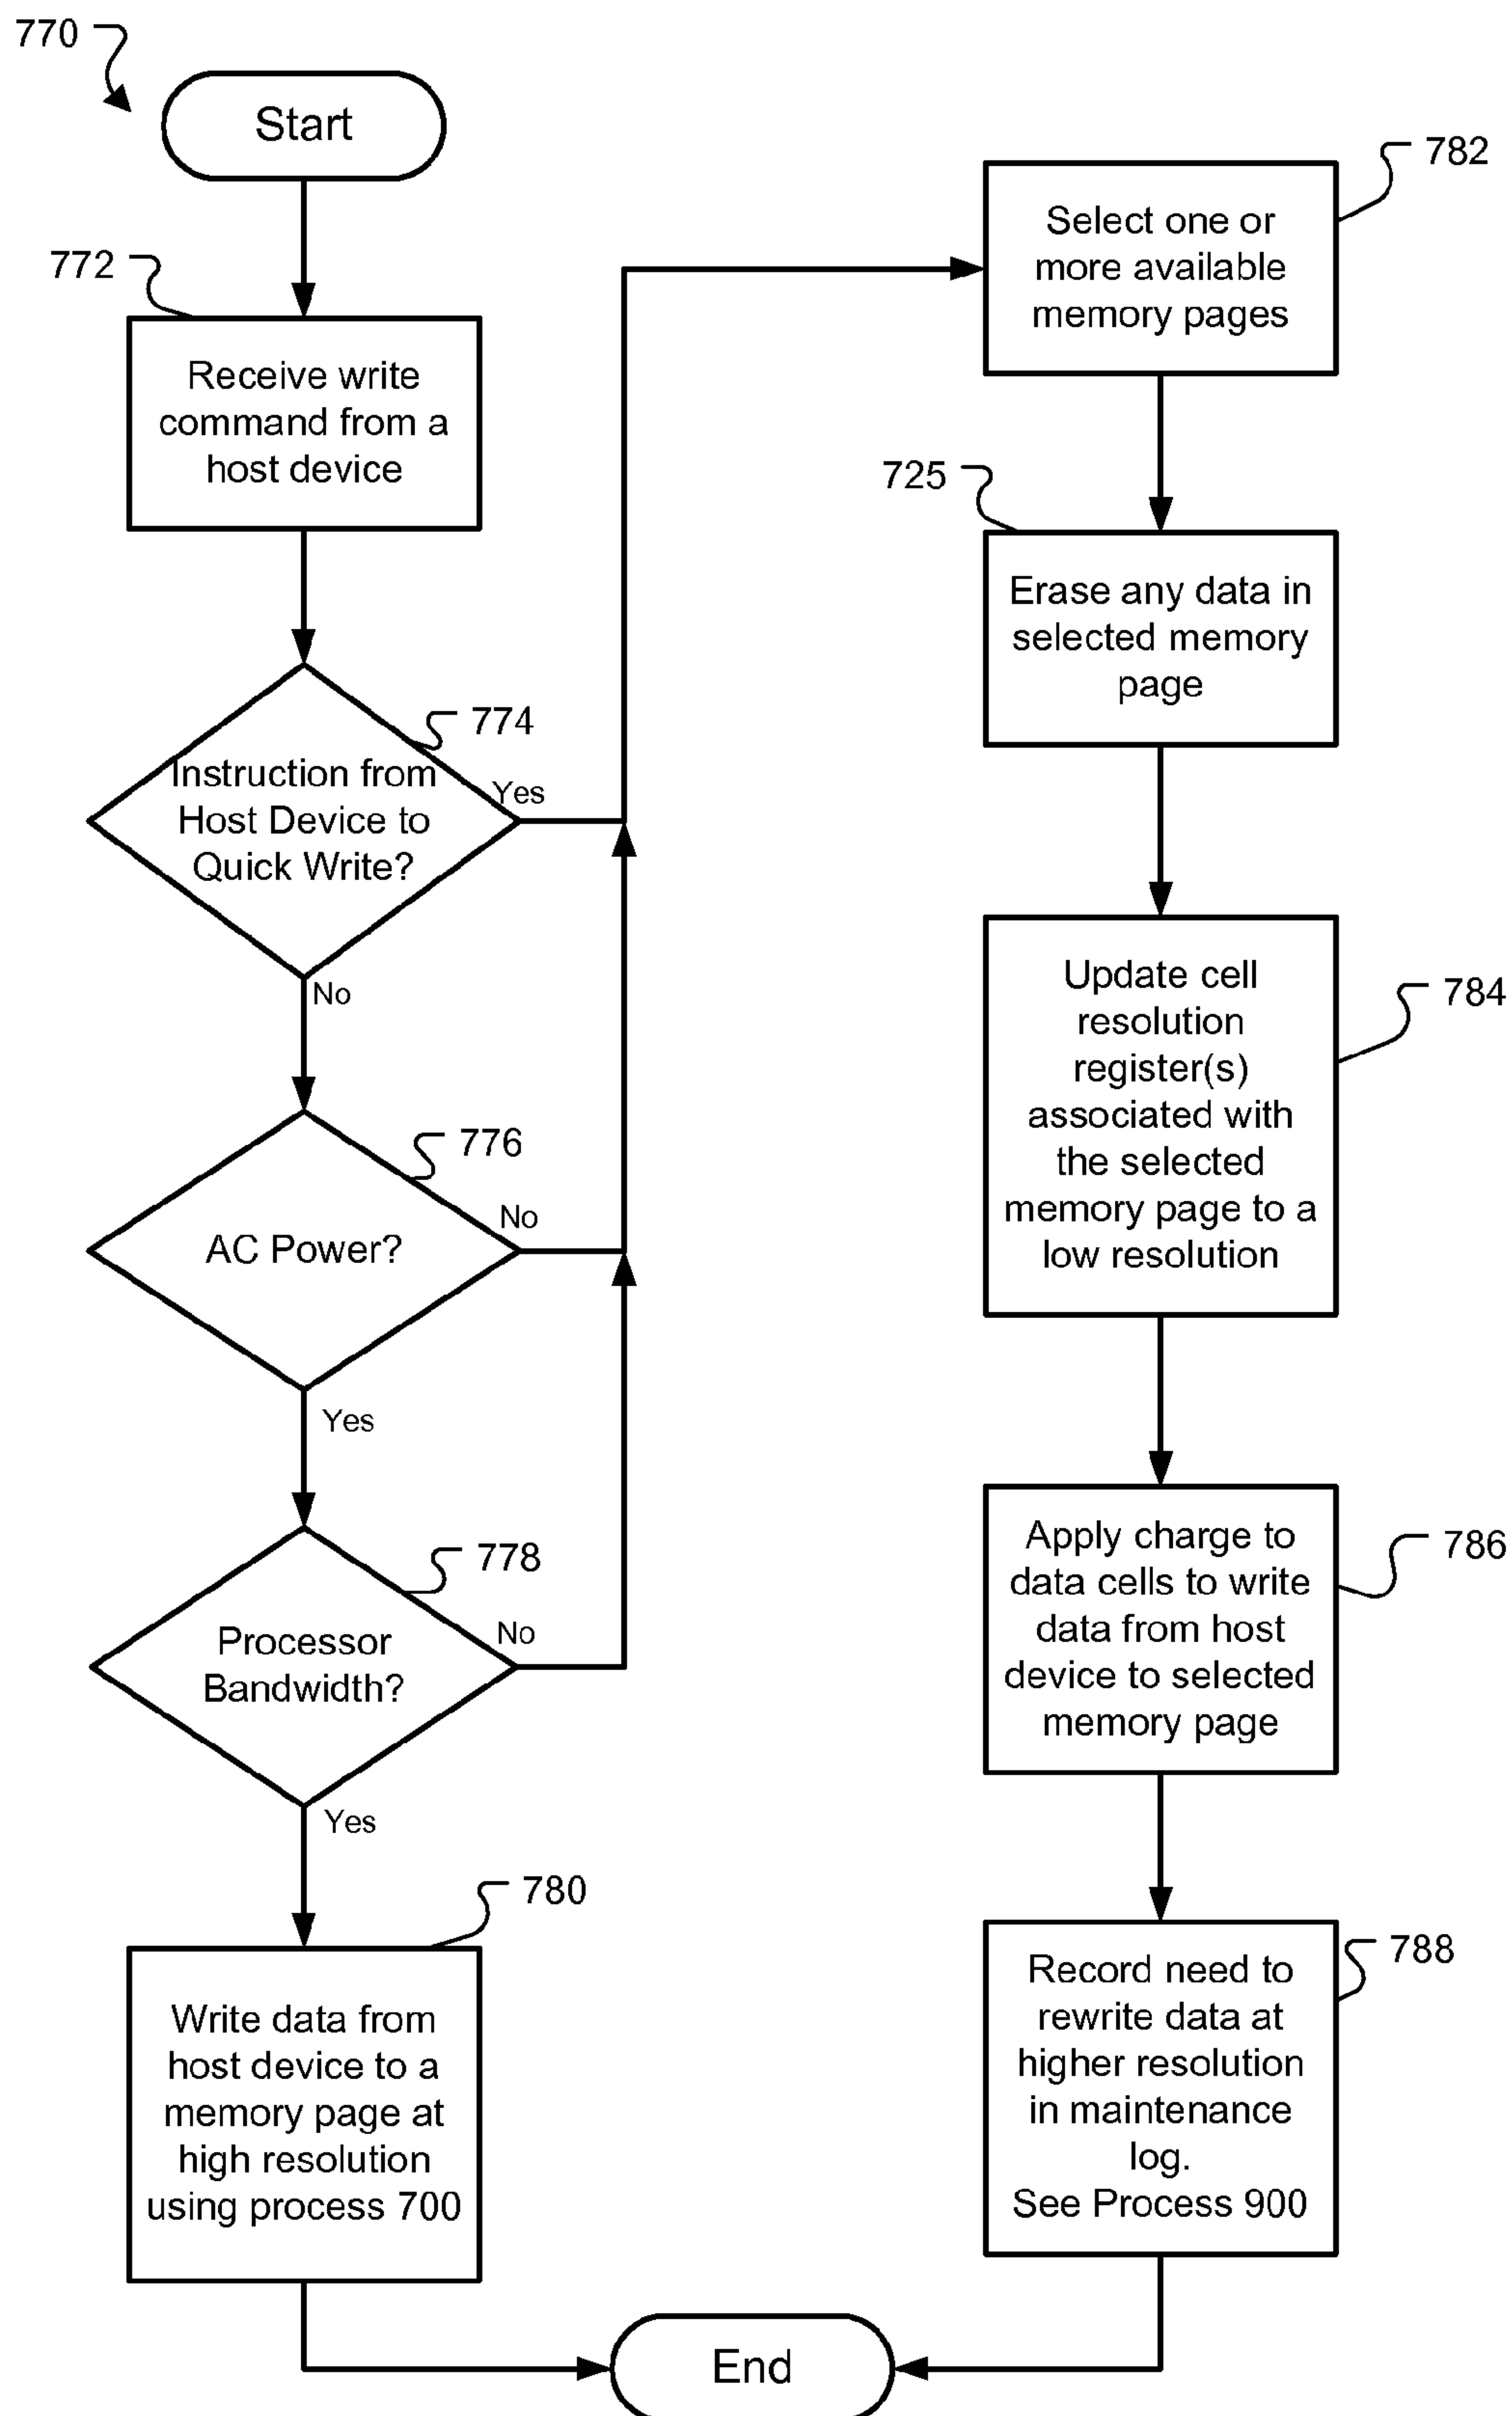 770
Start
772
Receive write
command from a
host device
774
Instruction from
Host Device to
Quick Write?
Yes
No
776
AC Power?
No
Yes
778
Processor
Bandwidth?
No
Yes
780
Write data from
host device to a
memory page at
high resolution
using process 700
782
Select one or
more available
memory pages
725
Erase any data in
selected memory
page
784
Update cell
resolution
register(s)
associated with
the selected
memory page to a
low resolution
786
Apply charge to
data cells to write
data from host
device to selected
memory page
788
Record need to
rewrite data at
higher resolution
in maintenance
log.
See Process 900
End